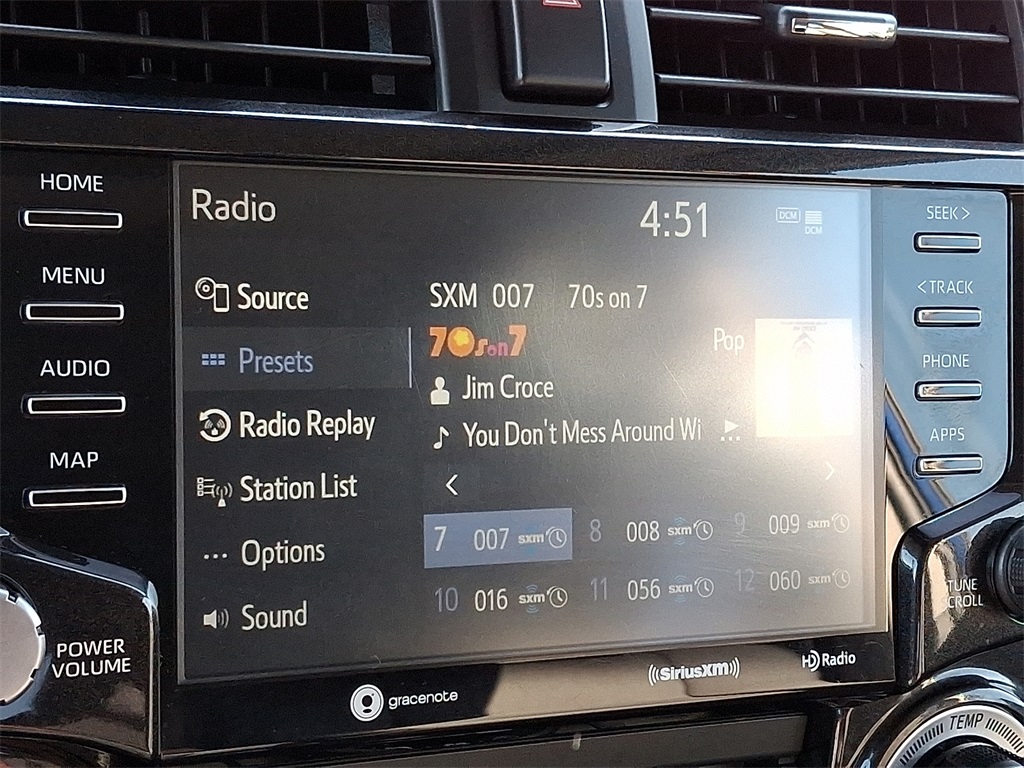 HOME
MENU
AUDIO
MAP
POWER
VOLUME
Radio
4:51
DCM
DCM
Source
Presets
Radio Replay
Station List
Options
Sound
SXM 007 70s on 7
70s on 7
Pop
Jim Croce
You Don't Mess Around Wi
7 007 sxm 8 008 sxm 9 009 sxm
10 016 sxm 11 056 sxm 12 060 sxm
gracenote
SiriusXM
HD Radio
SEEK >
< TRACK
PHONE
APPS
TUNE
SCROLL
TEMP